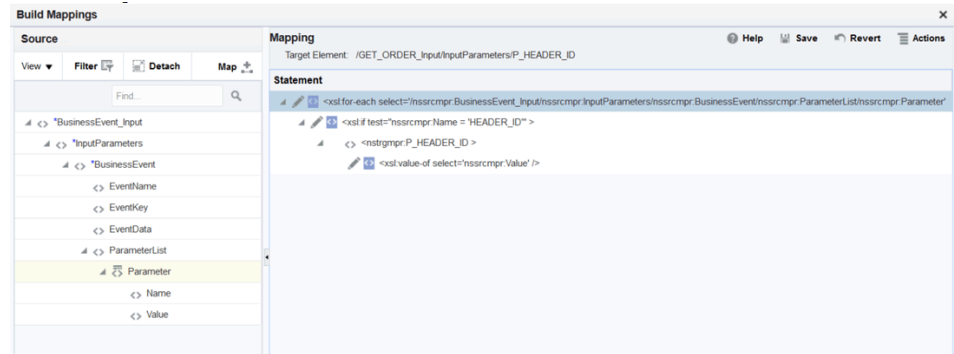 Build Mappings
Source
View Filter Detach Map
Find...
*BusinessEvent_Input
*InputParameters
*BusinessEvent
EventName
EventKey
EventData
ParameterList
Parameter
Name
Value
Mapping
Help Save Revert Actions
Target Element: /GET_ORDER_Input/InputParameters/P_HEADER_ID
Statement
<xsl:for-each select='/nssrcmpr:BusinessEvent_Input/nssrcmpr:InputParameters/nssrcmpr:BusinessEvent/nssrcmpr:ParameterList/nssrcmpr:Parameter'
<xsl:if test="nssrcmpr:Name = 'HEADER_ID'" >
<nstrgmpr:P_HEADER_ID >
<xsl:value-of select='nssrcmpr:Value' />